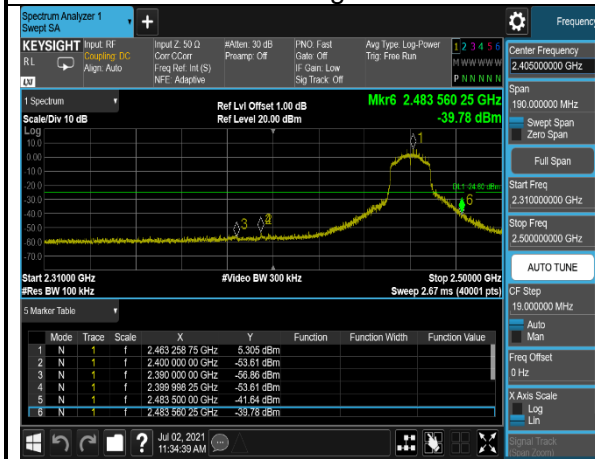 Spectrum Analyzer 1
Swept SA
+
Frequency
KEYSIGHT
RL
LXI
Input: RF
Coupling: DC
Align: Auto
Input Z: 50 Ω
Corr CCorr
Freq Ref: Int (S)
NFE: Adaptive
#Atten: 30 dB
Preamp: Off
PNO: Fast
Gate: Off
IF Gain: Low
Sig Track: Off
Avg Type: Log-Power
Trig: Free Run
1 2 3 4 5 6
M W W W W W
P N N N N N
1 Spectrum
Scale/Div 10 dB
Log
Ref Lvl Offset 1.00 dB
Ref Level 20.00 dBm
Mkr6 2.483 560 25 GHz
-39.78 dBm
10.0
0.00
-10.0
-20.0
-30.0
-40.0
-50.0
-60.0
-70.0
1
3
6
DL1 -24.60 dBm
Start 2.31000 GHz
#Res BW 100 kHz
#Video BW 300 kHz
Stop 2.50000 GHz
Sweep 2.67 ms (40001 pts)
5 Marker Table
Mode Trace Scale X Y Function Function Width Function Value
1 N 1 f 2.463 258 75 GHz 5.305 dBm
2 N 1 f 2.400 000 00 GHz -53.61 dBm
3 N 1 f 2.390 000 00 GHz -56.86 dBm
4 N 1 f 2.399 998 25 GHz -53.61 dBm
5 N 1 f 2.483 500 00 GHz -41.64 dBm
6 N 1 f 2.483 560 25 GHz -39.78 dBm
?
Jul 02, 2021
11:34:39 AM
Center Frequency
2.405000000 GHz
Span
190.000000 MHz
Swept Span
Zero Span
Full Span
Start Freq
2.310000000 GHz
Stop Freq
2.500000000 GHz
AUTO TUNE
CF Step
19.000000 MHz
Auto
Man
Freq Offset
0 Hz
X Axis Scale
Log
Lin
Signal Track
(Span Zoom)